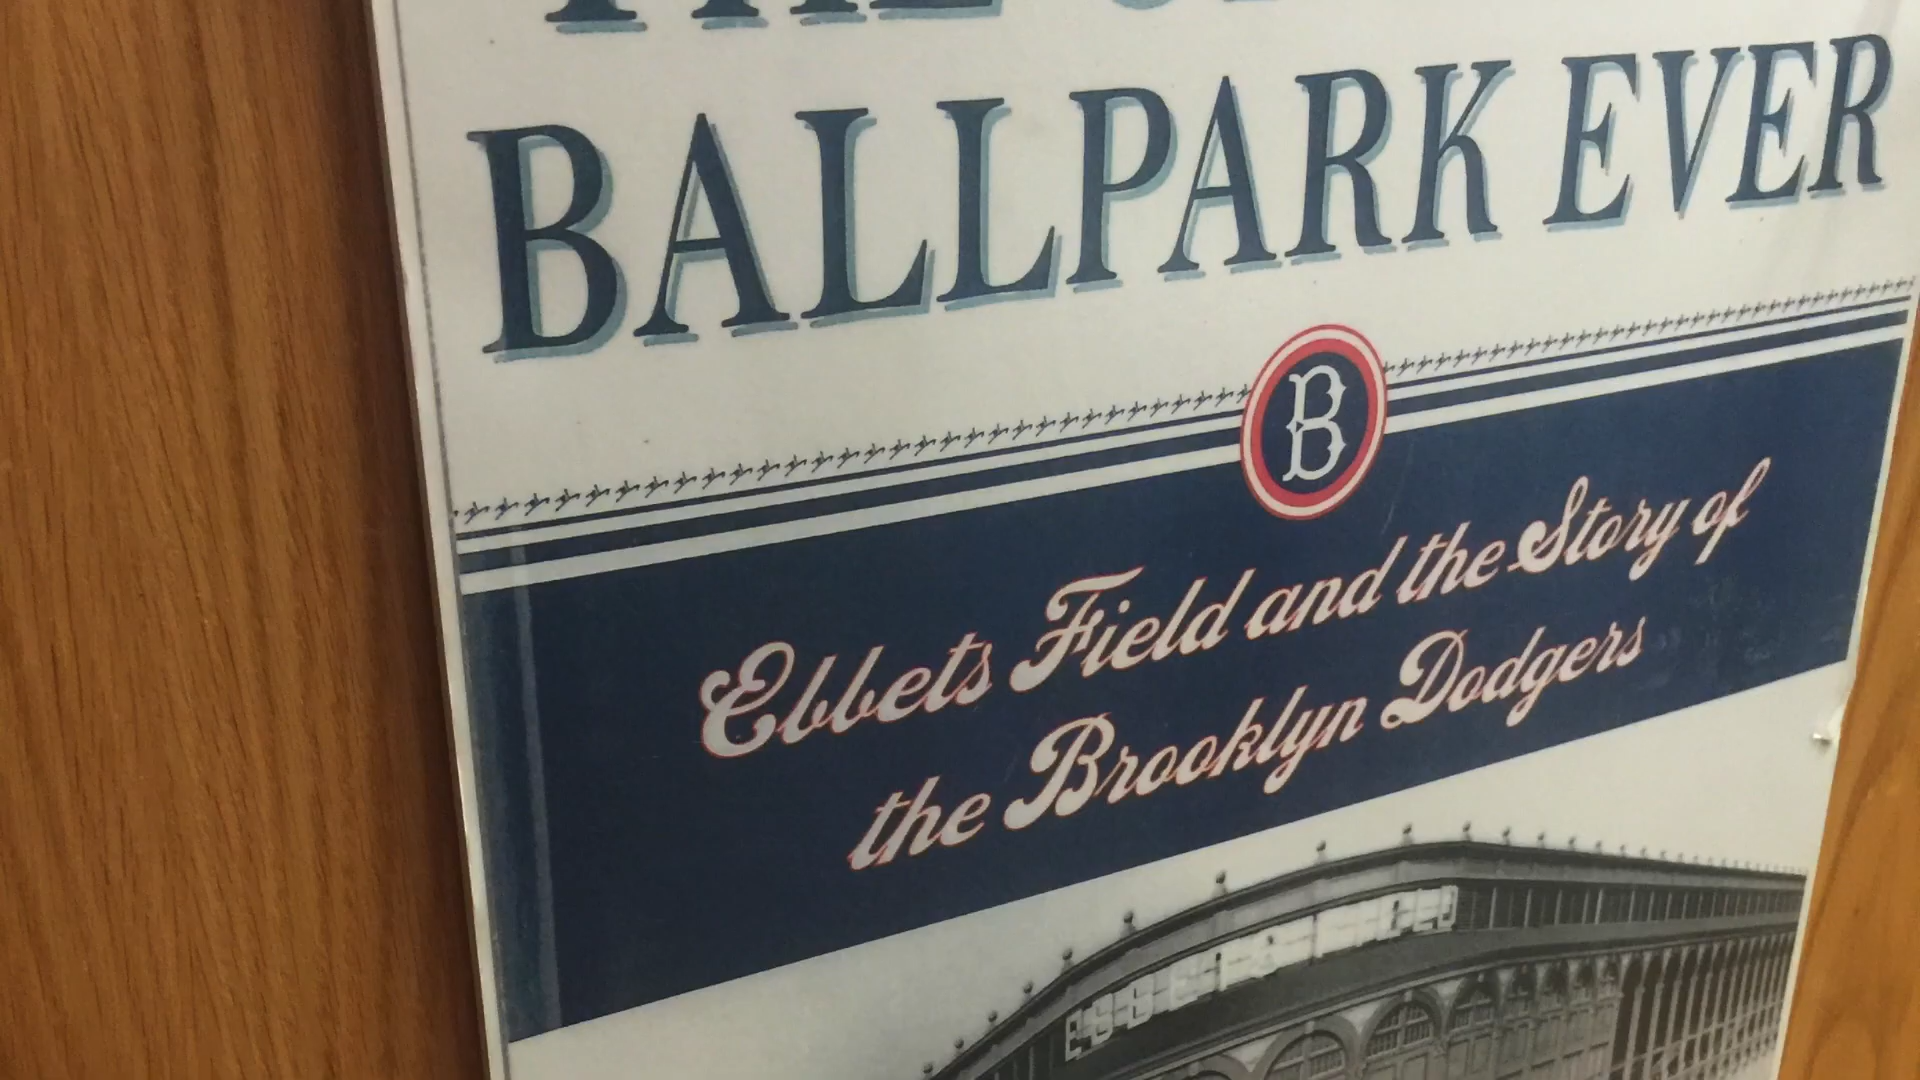 BALLPARK EVER
B
Ebbets Field and the Story of
the Brooklyn Dodgers